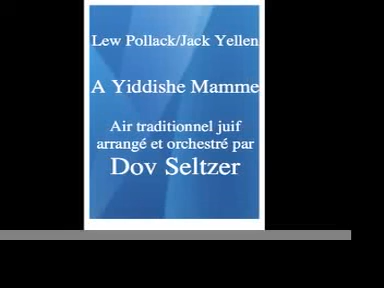 Lew Pollack/Jack Yellen
A Yiddishe Mamme
Air traditionnel juif
arrangé et orchestré par
Dov Seltzer